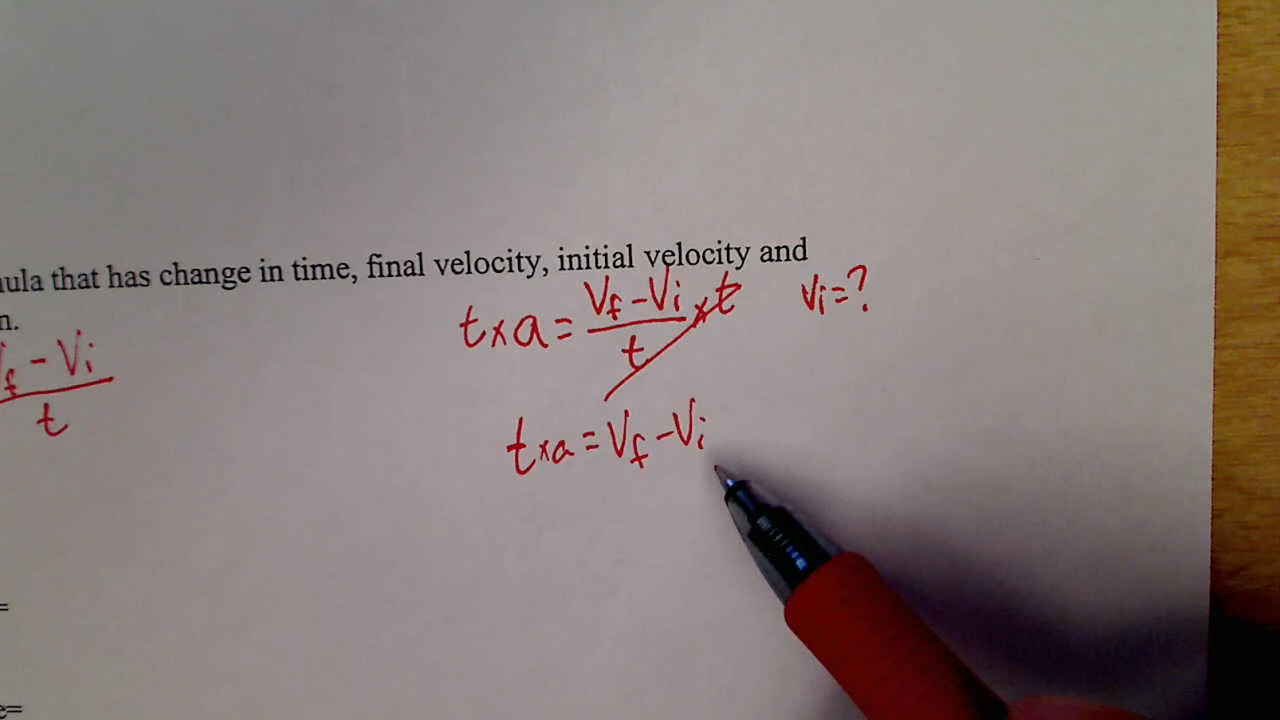 ula that has change in time, final velocity, initial velocity and
n.
t×a = Vf - Vi / t × t
Vi = ?
f - Vi / t
t×a = Vf - Vi
=
e=